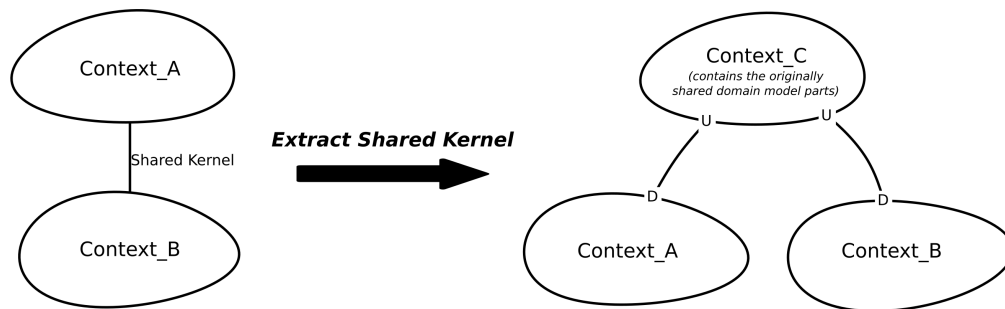 Context_A
Shared Kernel
Context_B
Extract Shared Kernel
Context_C
(contains the originally
shared domain model parts)
U
U
D
D
Context_A
Context_B